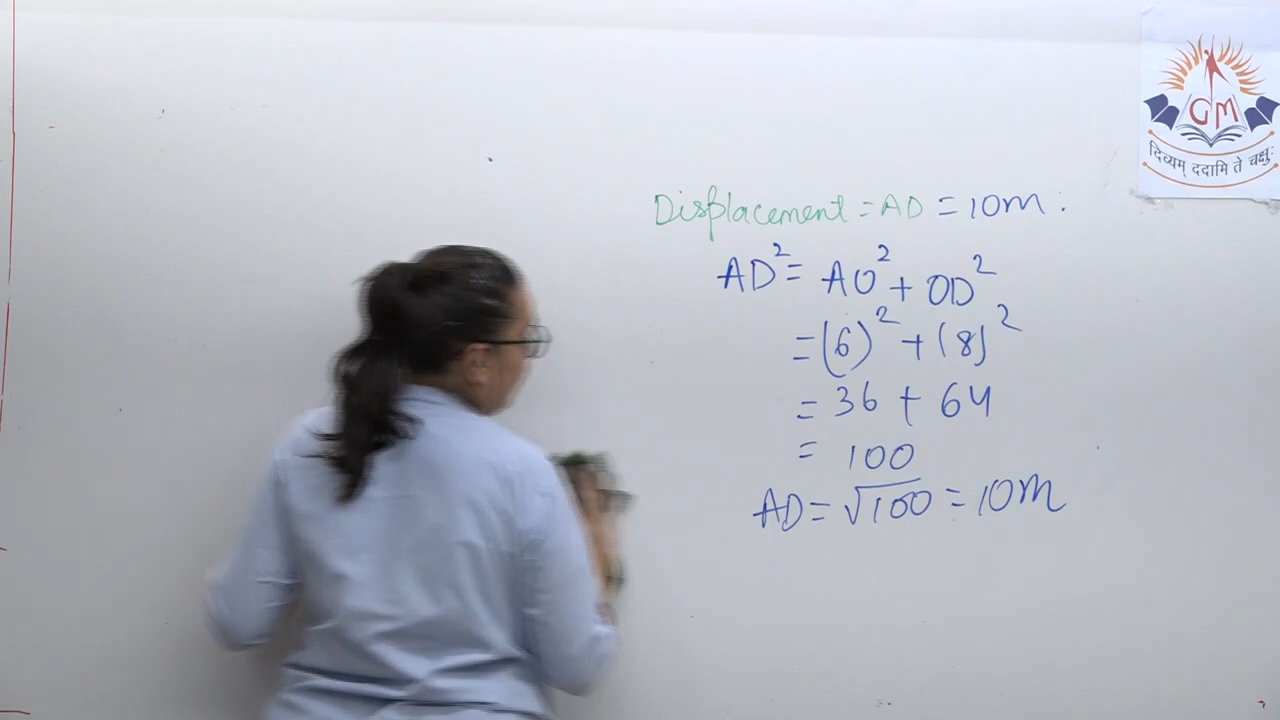 GM
दिव्यम् ददामि ते चक्षुः
Displacement = AD = 10m.
AD² = AO² + OD²
= (6)² + (8)²
= 36 + 64
= 100
AD = √100 = 10m